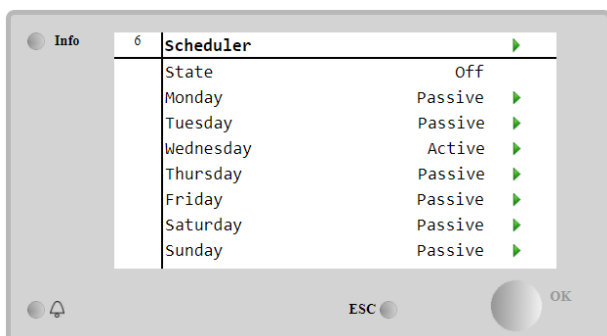 Info
6 Scheduler
State Off
Monday Passive
Tuesday Passive
Wednesday Active
Thursday Passive
Friday Passive
Saturday Passive
Sunday Passive
ESC
OK